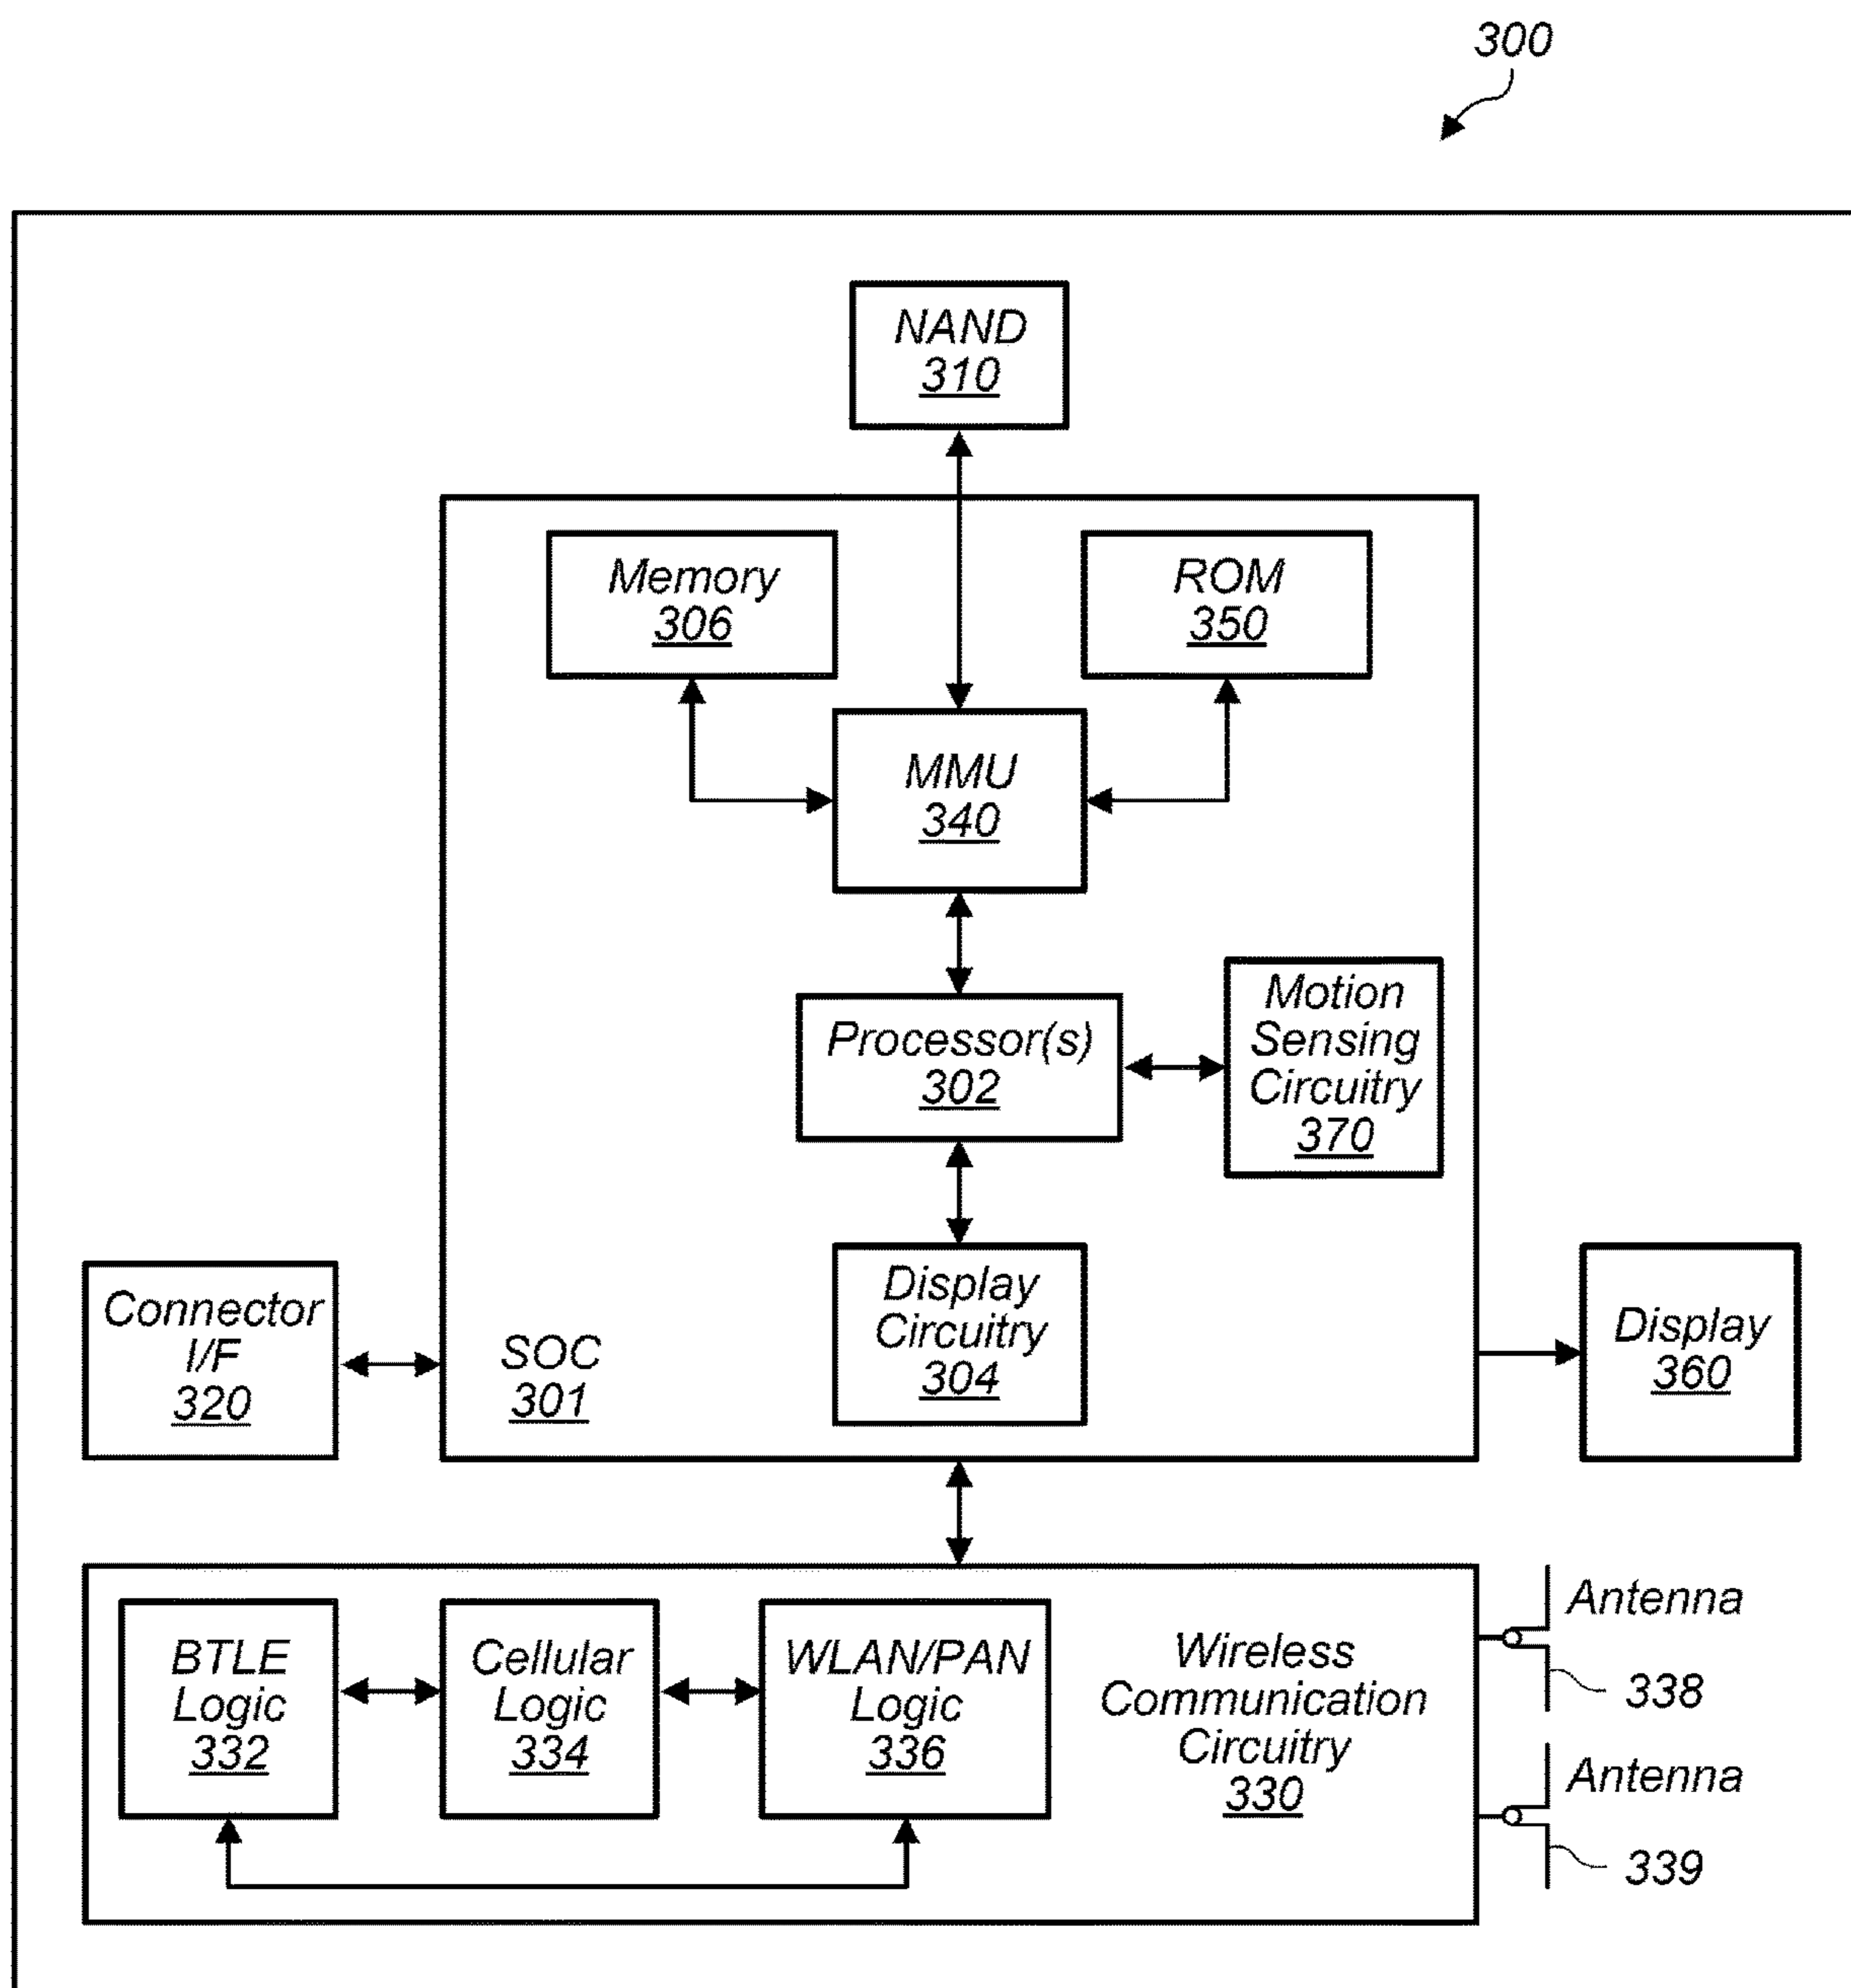 300
NAND
310
Memory
306
ROM
350
MMU
340
Processor(s)
302
Motion
Sensing
Circuitry
370
Display
Circuitry
304
SOC
301
Connector
I/F
320
Display
360
BTLE
Logic
332
Cellular
Logic
334
WLAN/PAN
Logic
336
Wireless
Communication
Circuitry
330
Antenna
338
Antenna
339